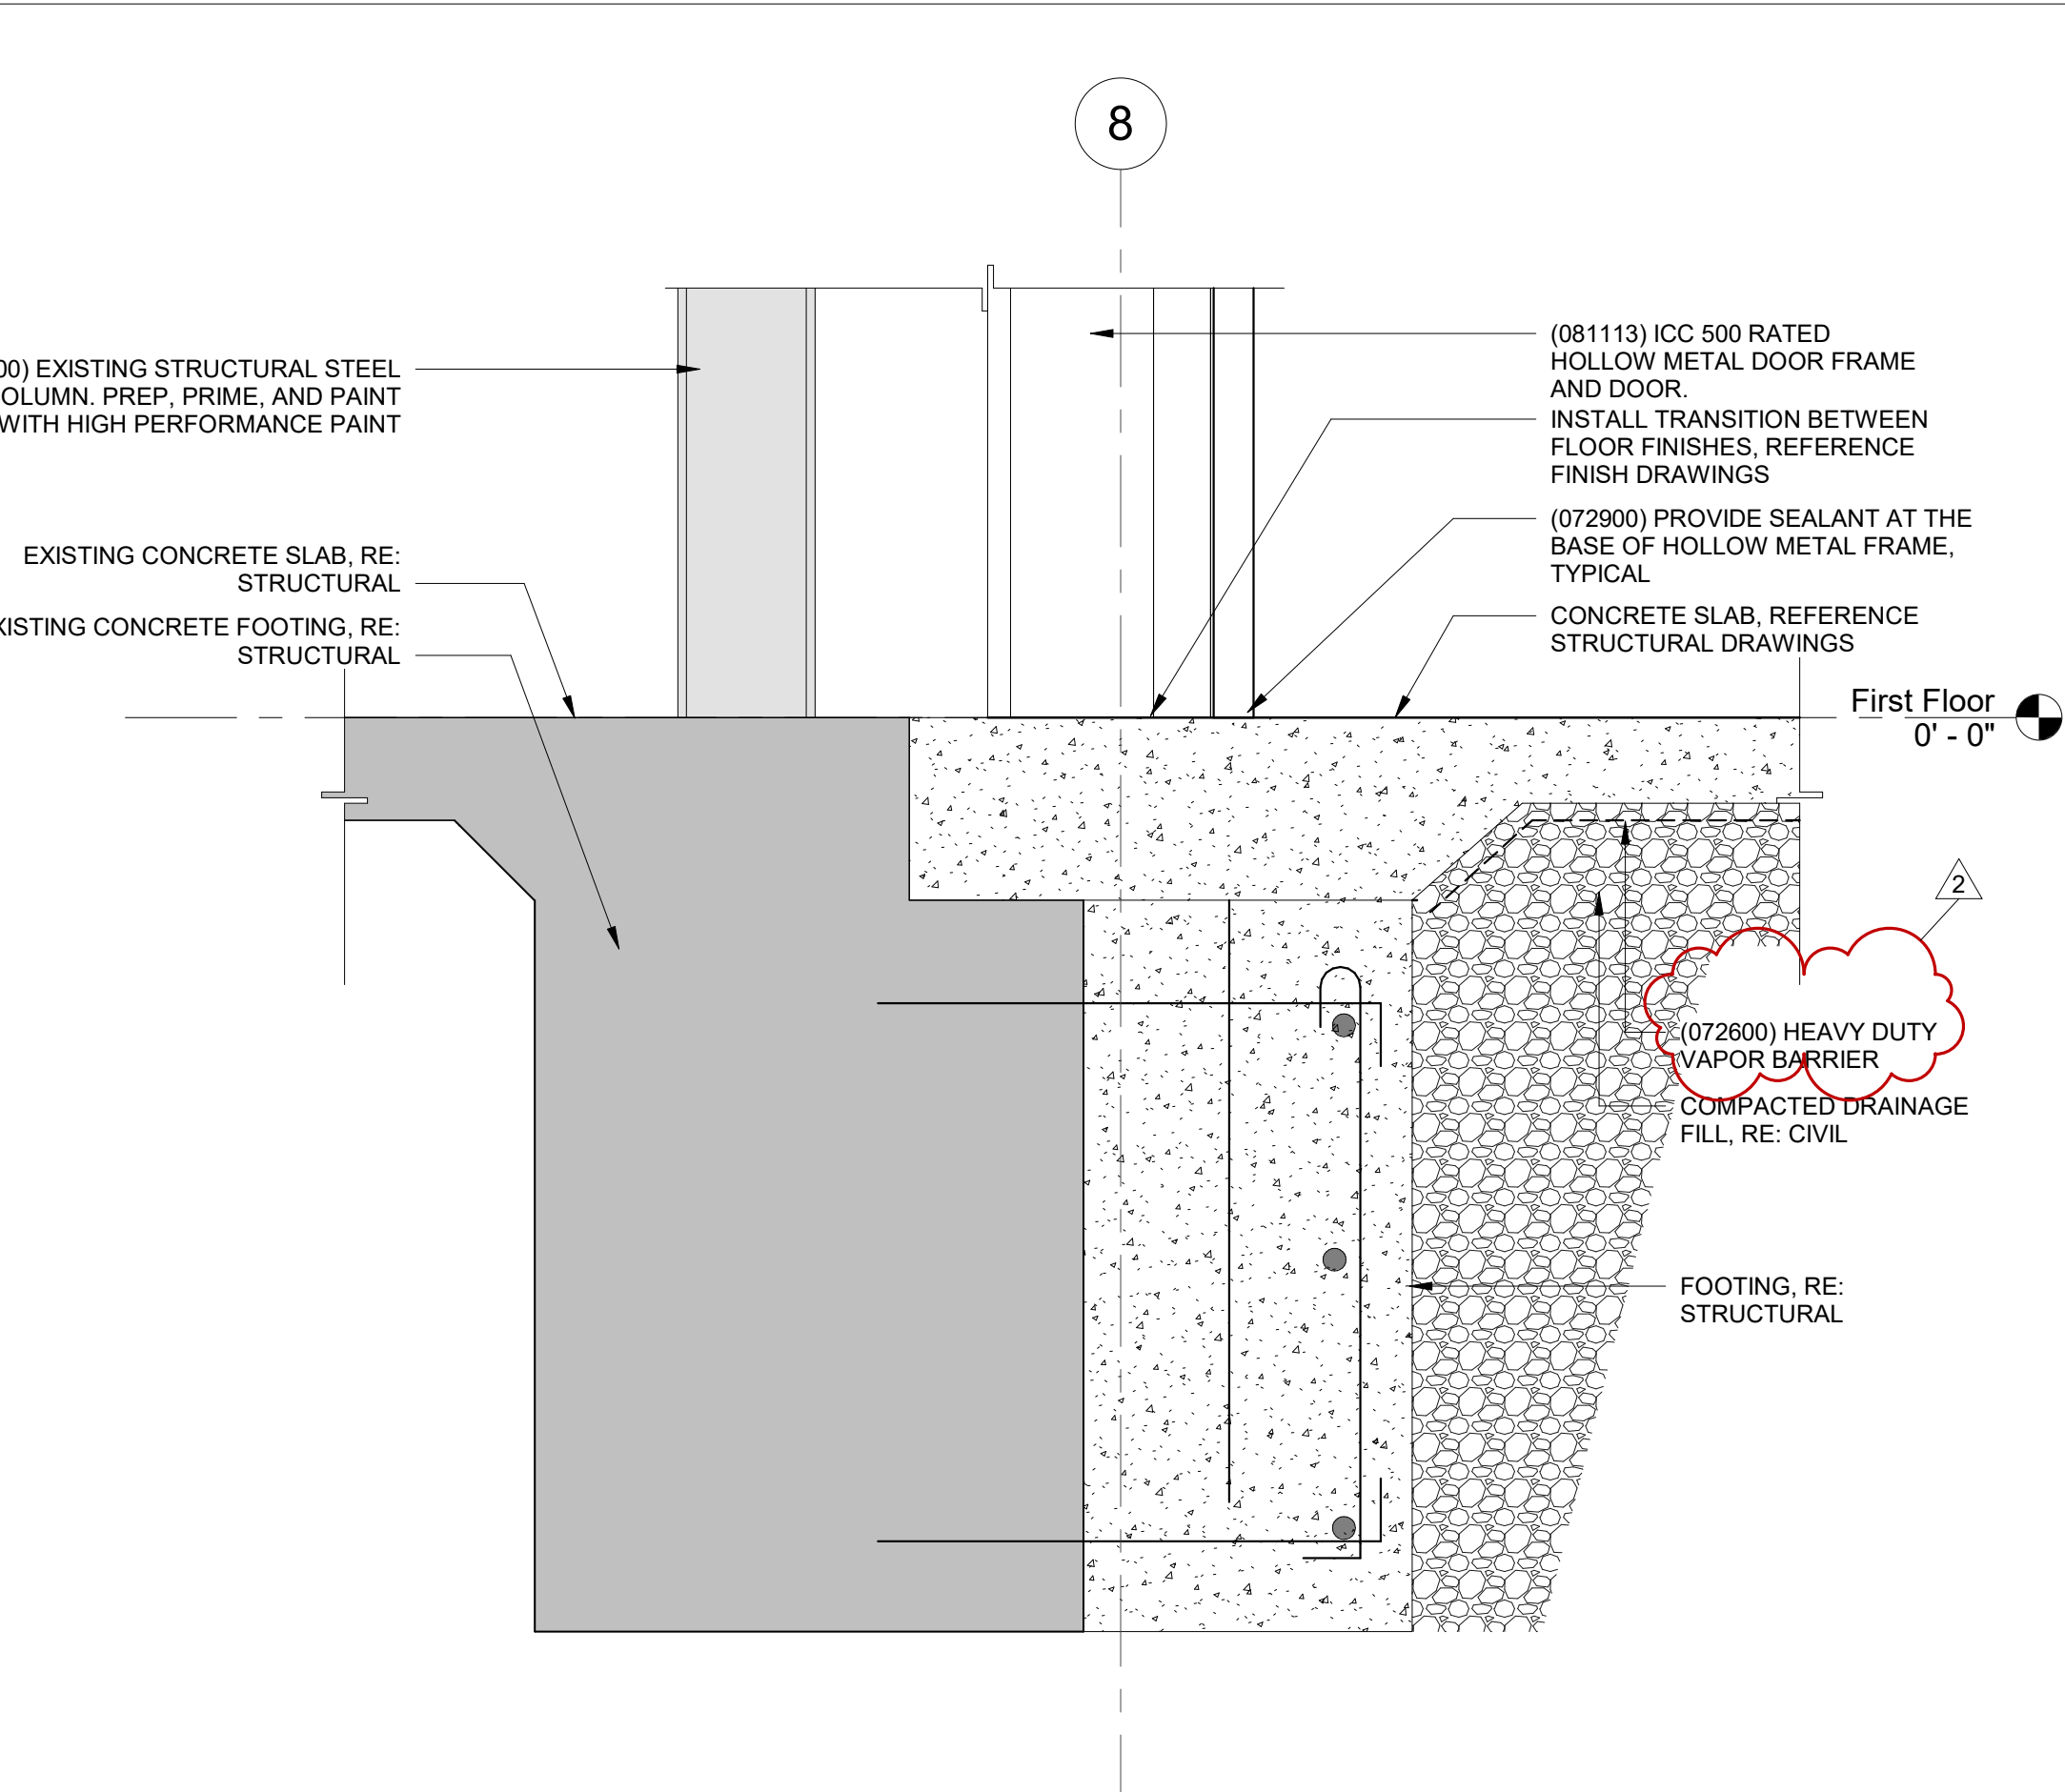 8
00) EXISTING STRUCTURAL STEEL
OLUMN. PREP, PRIME, AND PAINT
WITH HIGH PERFORMANCE PAINT
EXISTING CONCRETE SLAB, RE:
STRUCTURAL
XISTING CONCRETE FOOTING, RE:
STRUCTURAL
(081113) ICC 500 RATED
HOLLOW METAL DOOR FRAME
AND DOOR.
INSTALL TRANSITION BETWEEN
FLOOR FINISHES, REFERENCE
FINISH DRAWINGS
(072900) PROVIDE SEALANT AT THE
BASE OF HOLLOW METAL FRAME,
TYPICAL
CONCRETE SLAB, REFERENCE
STRUCTURAL DRAWINGS
First Floor
0' - 0"
2
(072600) HEAVY DUTY
VAPOR BARRIER
COMPACTED DRAINAGE
FILL, RE: CIVIL
FOOTING, RE:
STRUCTURAL